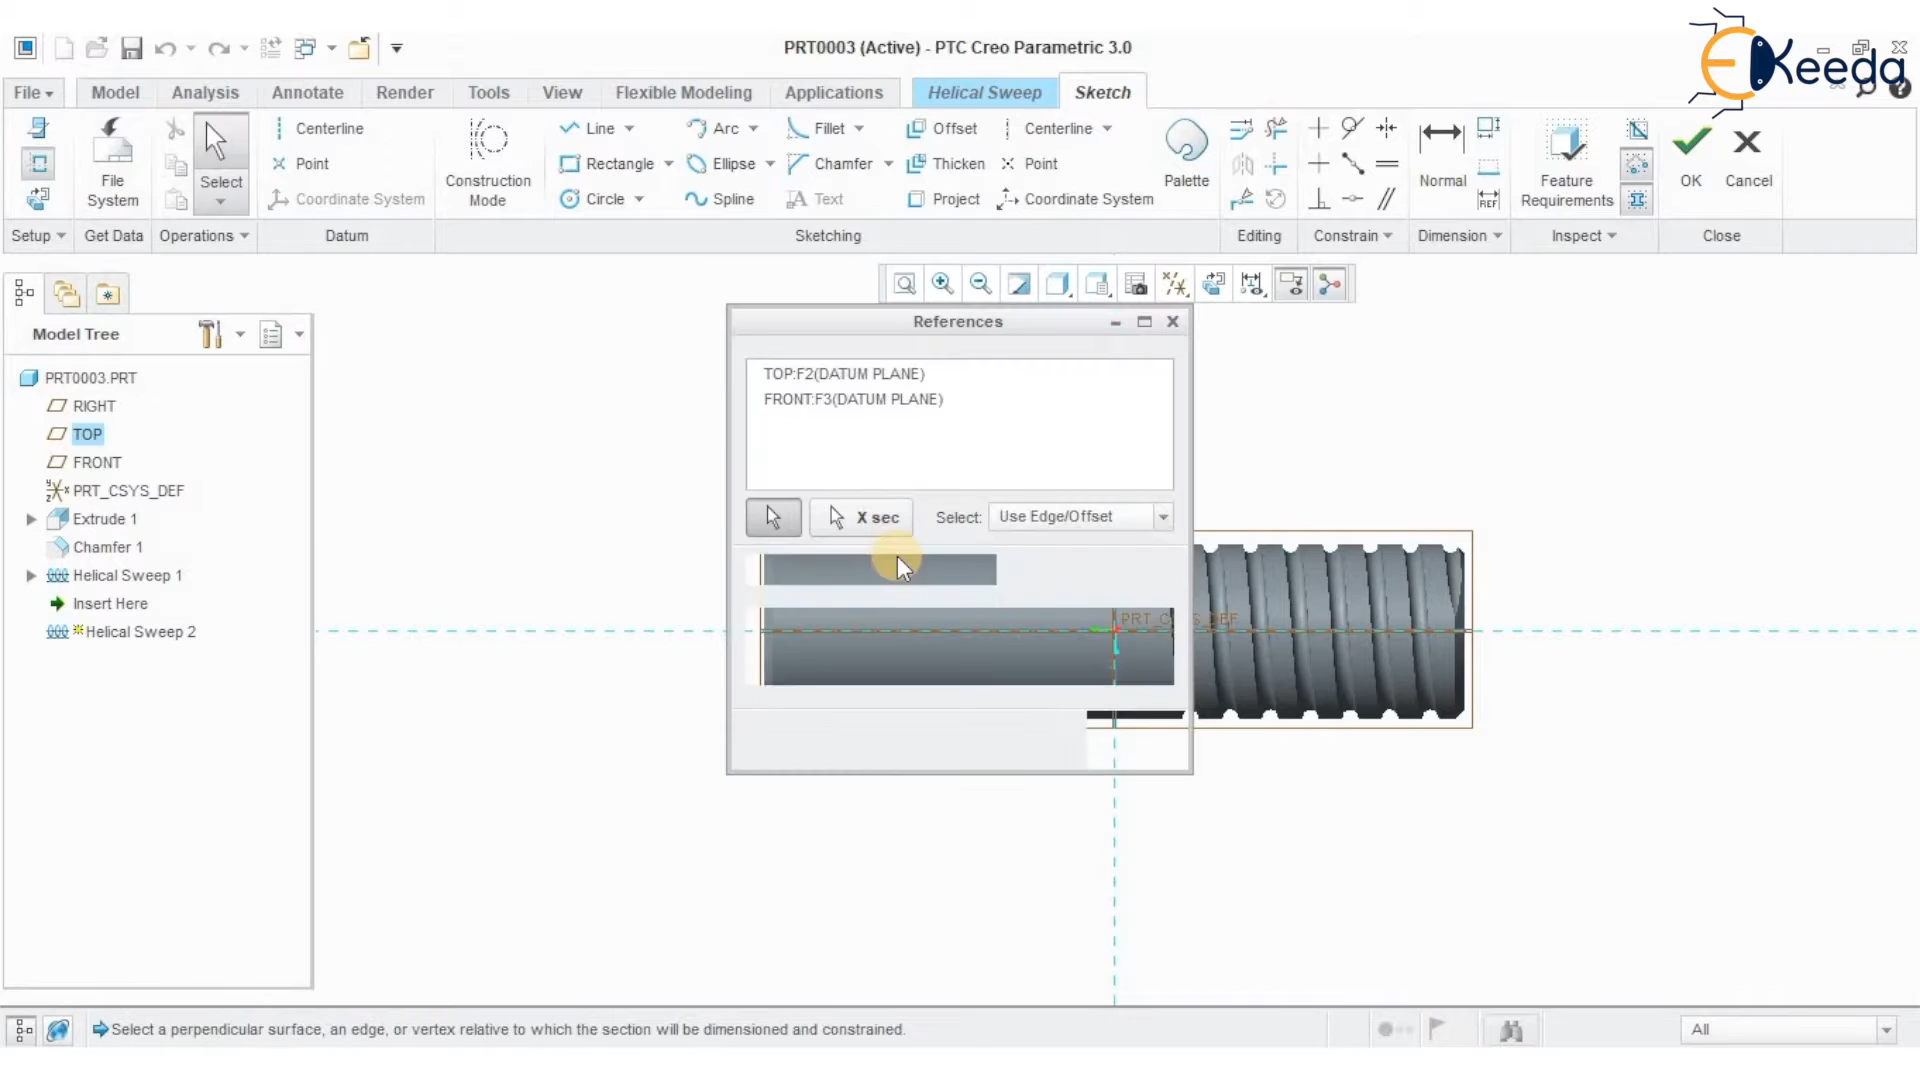 PRT0003 (Active) - PTC Creo Parametric 3.0
EKeeda
File Model Analysis Annotate Render Tools View Flexible Modeling Applications Helical Sweep Sketch
Centerline Line Arc Fillet Offset Centerline
Point Rectangle Ellipse Chamfer Thicken Point
File System Select Construction Mode Palette Normal Feature Requirements OK Cancel
Coordinate System Circle Spline Text Project Coordinate System REF
Setup Get Data Operations Datum Sketching Editing Constrain Dimension Inspect Close
References
Model Tree
TOP:F2(DATUM PLANE)
FRONT:F3(DATUM PLANE)
PRT0003.PRT
RIGHT
TOP
FRONT
PRT_CSYS_DEF
Extrude 1
Chamfer 1
Helical Sweep 1
Insert Here
Helical Sweep 2
X sec Select: Use Edge/Offset
PRT_CSYS_DEF
Select a perpendicular surface, an edge, or vertex relative to which the section will be dimensioned and constrained.
All